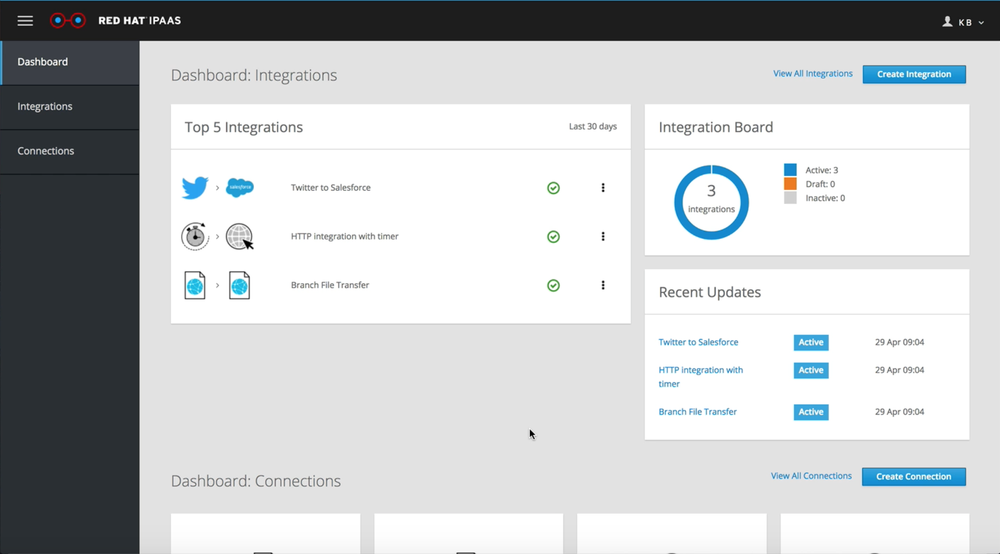 RED HAT IPAAS
KB
Dashboard
Integrations
Connections
Dashboard: Integrations
View All Integrations
Create Integration
Top 5 Integrations
Last 30 days
salesforce
Twitter to Salesforce
HTTP integration with timer
Branch File Transfer
Integration Board
3
integrations
Active: 3
Draft: 0
Inactive: 0
Recent Updates
Twitter to Salesforce
Active
29 Apr 09:04
HTTP integration with
timer
Active
29 Apr 09:04
Branch File Transfer
Active
29 Apr 09:04
Dashboard: Connections
View All Connections
Create Connection